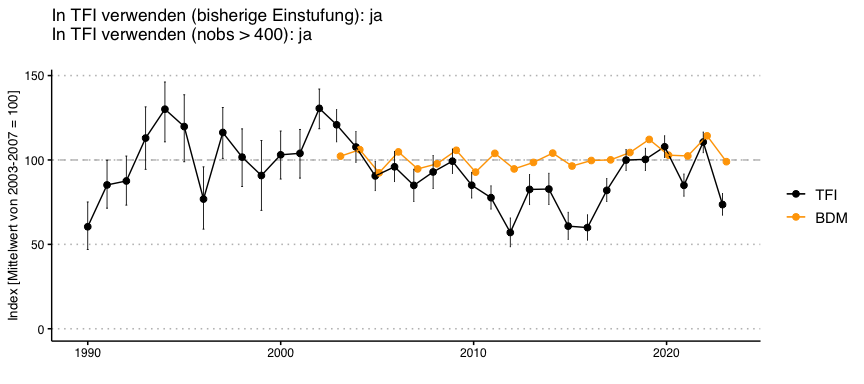 In TFI verwenden (bisherige Einstufung): ja
In TFI verwenden (nobs > 400): ja
Index [Mittelwert von 2003-2007 = 100]
150
100
50
0
1990
2000
2010
2020
TFI
BDM